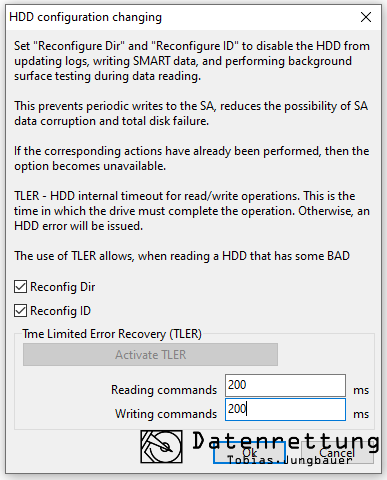 HDD configuration changing
Set "Reconfigure Dir" and "Reconfigure ID" to disable the HDD from
updating logs, writing SMART data, and performing background
surface testing during data reading.
This prevents periodic writes to the SA, reduces the possibility of SA
data corruption and total disk failure.
If the corresponding actions have already been performed, then the
option becomes unavailable.
TLER - HDD internal timeout for read/write operations. This is the
time in which the drive must complete the operation. Otherwise, an
HDD error will be issued.
The use of TLER allows, when reading a HDD that has some BAD
Reconfig Dir
Reconfig ID
Tme Limited Error Recovery (TLER)
Activate TLER
Reading commands 200 ms
Writing commands 200 ms
Ok Cancel
Datenrettung
Tobias.Jungbauer